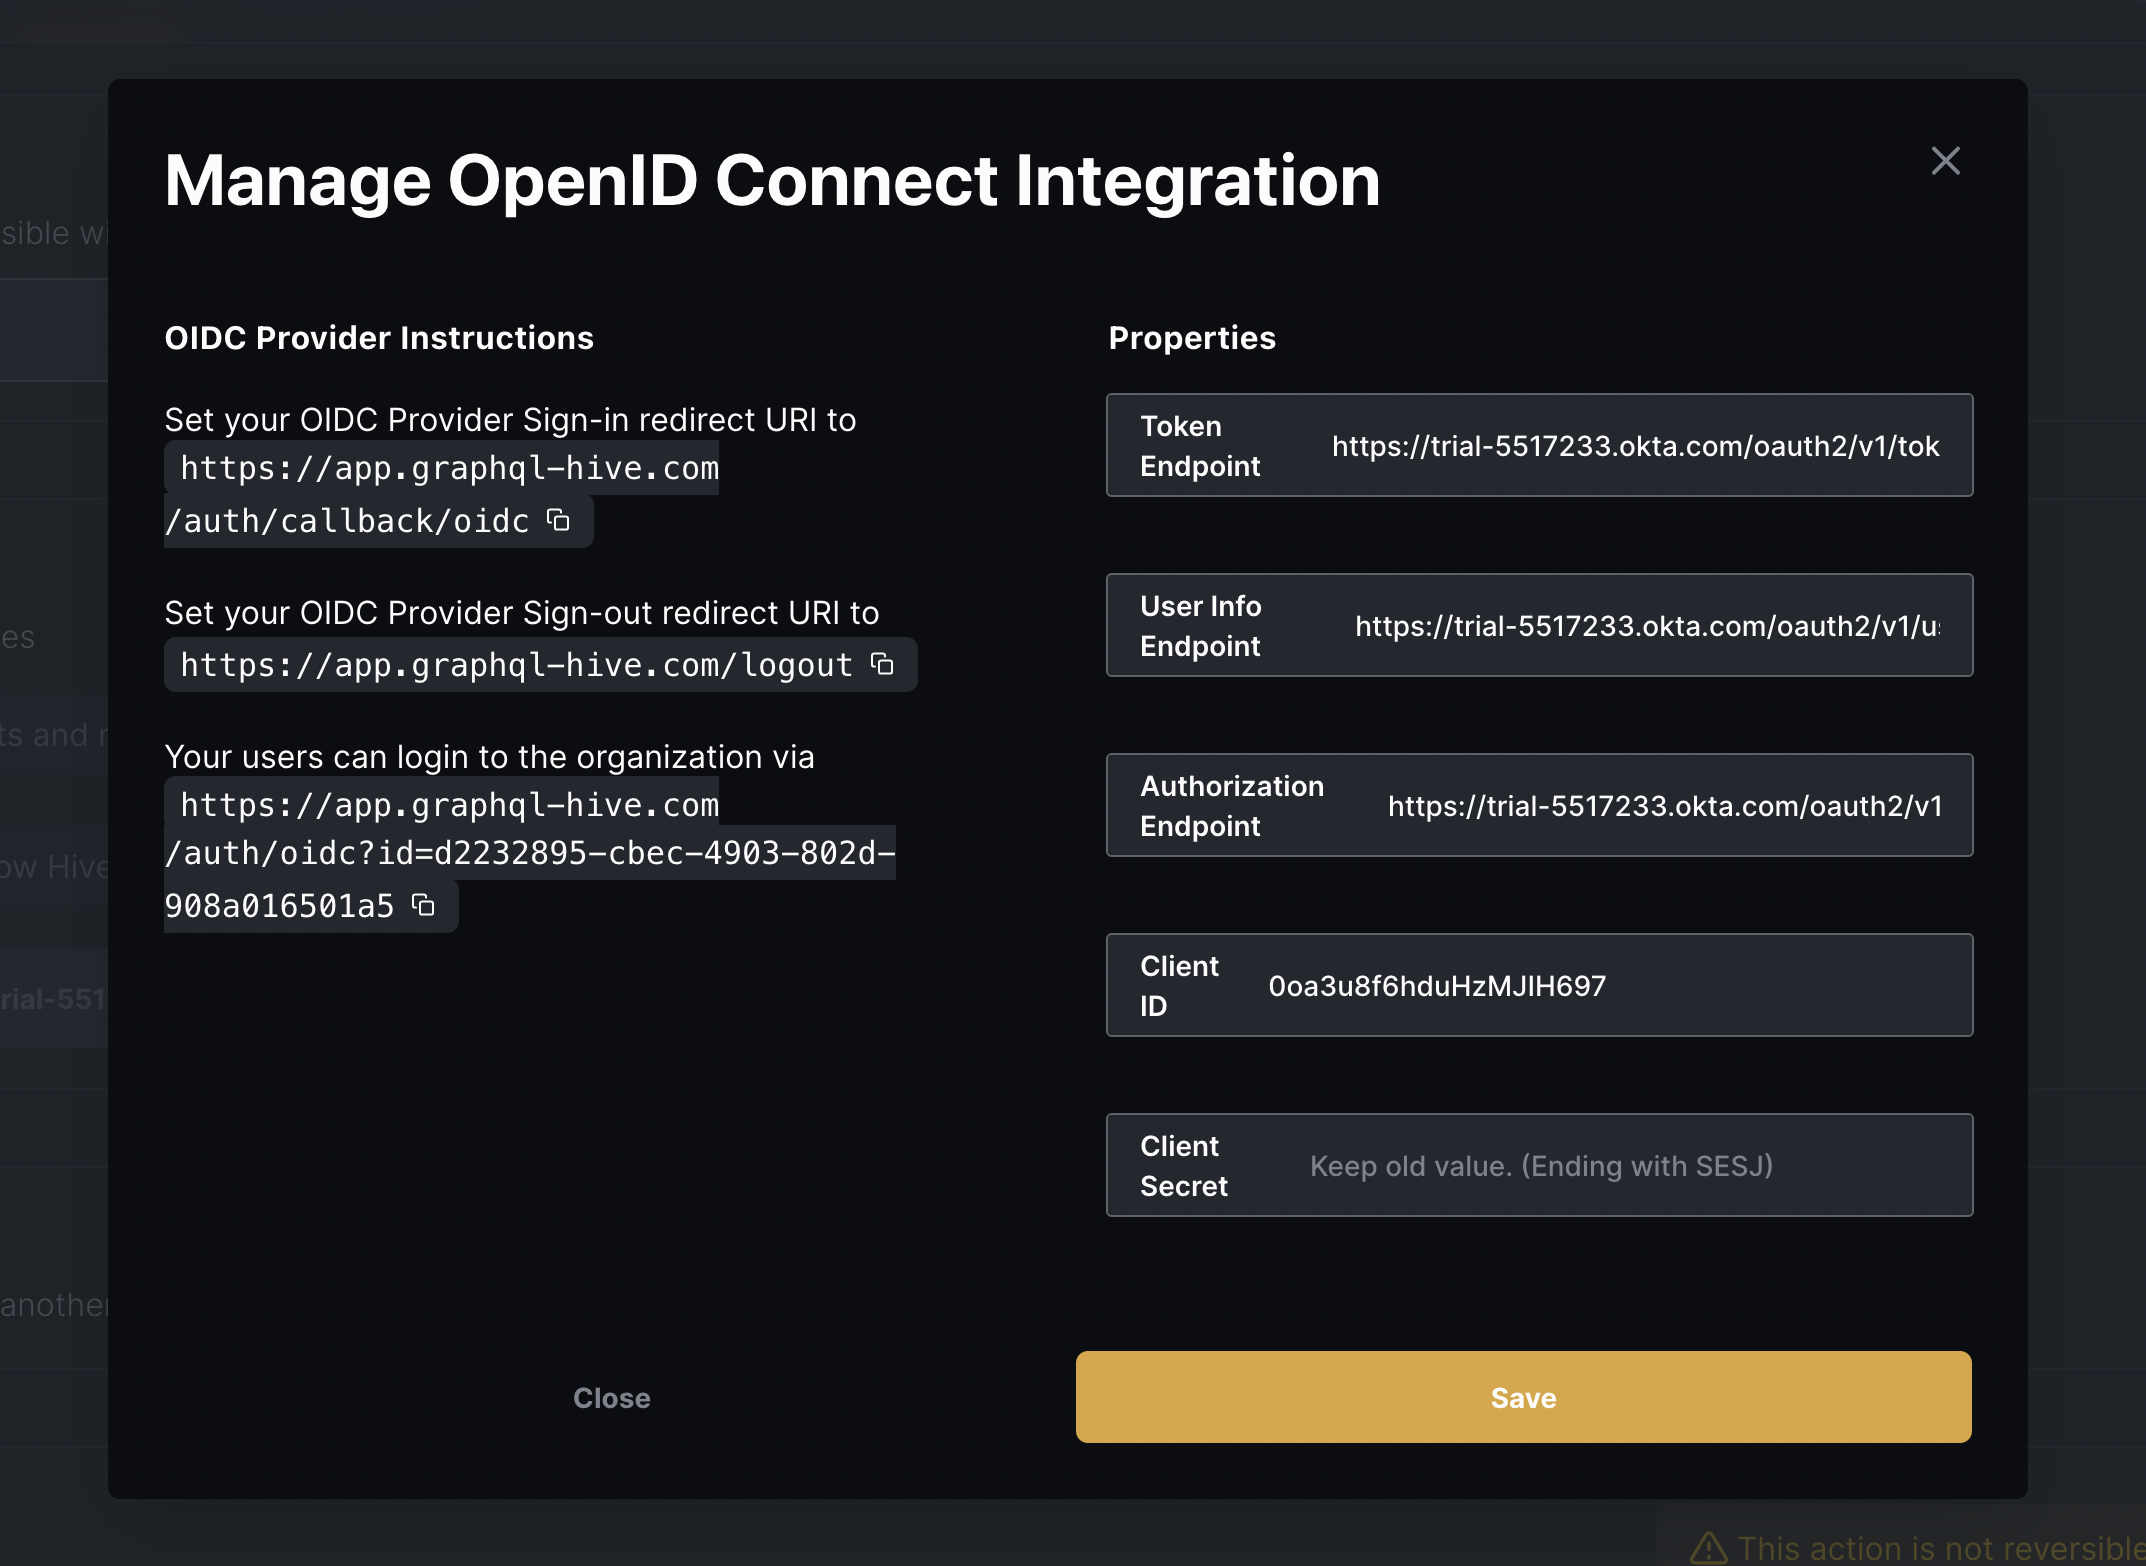 Manage OpenID Connect Integration
OIDC Provider Instructions
Set your OIDC Provider Sign-in redirect URI to
https://app.graphql-hive.com
/auth/callback/oidc
Set your OIDC Provider Sign-out redirect URI to
https://app.graphql-hive.com/logout
Your users can login to the organization via
https://app.graphql-hive.com
/auth/oidc?id=d2232895-cbec-4903-802d-
908a016501a5
Properties
Token
Endpoint
https://trial-5517233.okta.com/oauth2/v1/tok
User Info
Endpoint
https://trial-5517233.okta.com/oauth2/v1/us
Authorization
Endpoint
https://trial-5517233.okta.com/oauth2/v1
Client
ID
0oa3u8f6hduHzMJIH697
Client
Secret
Keep old value. (Ending with SESJ)
Close
Save
sible wi
es
ts and
ow Hive
rial-551
another
This action is not reversible